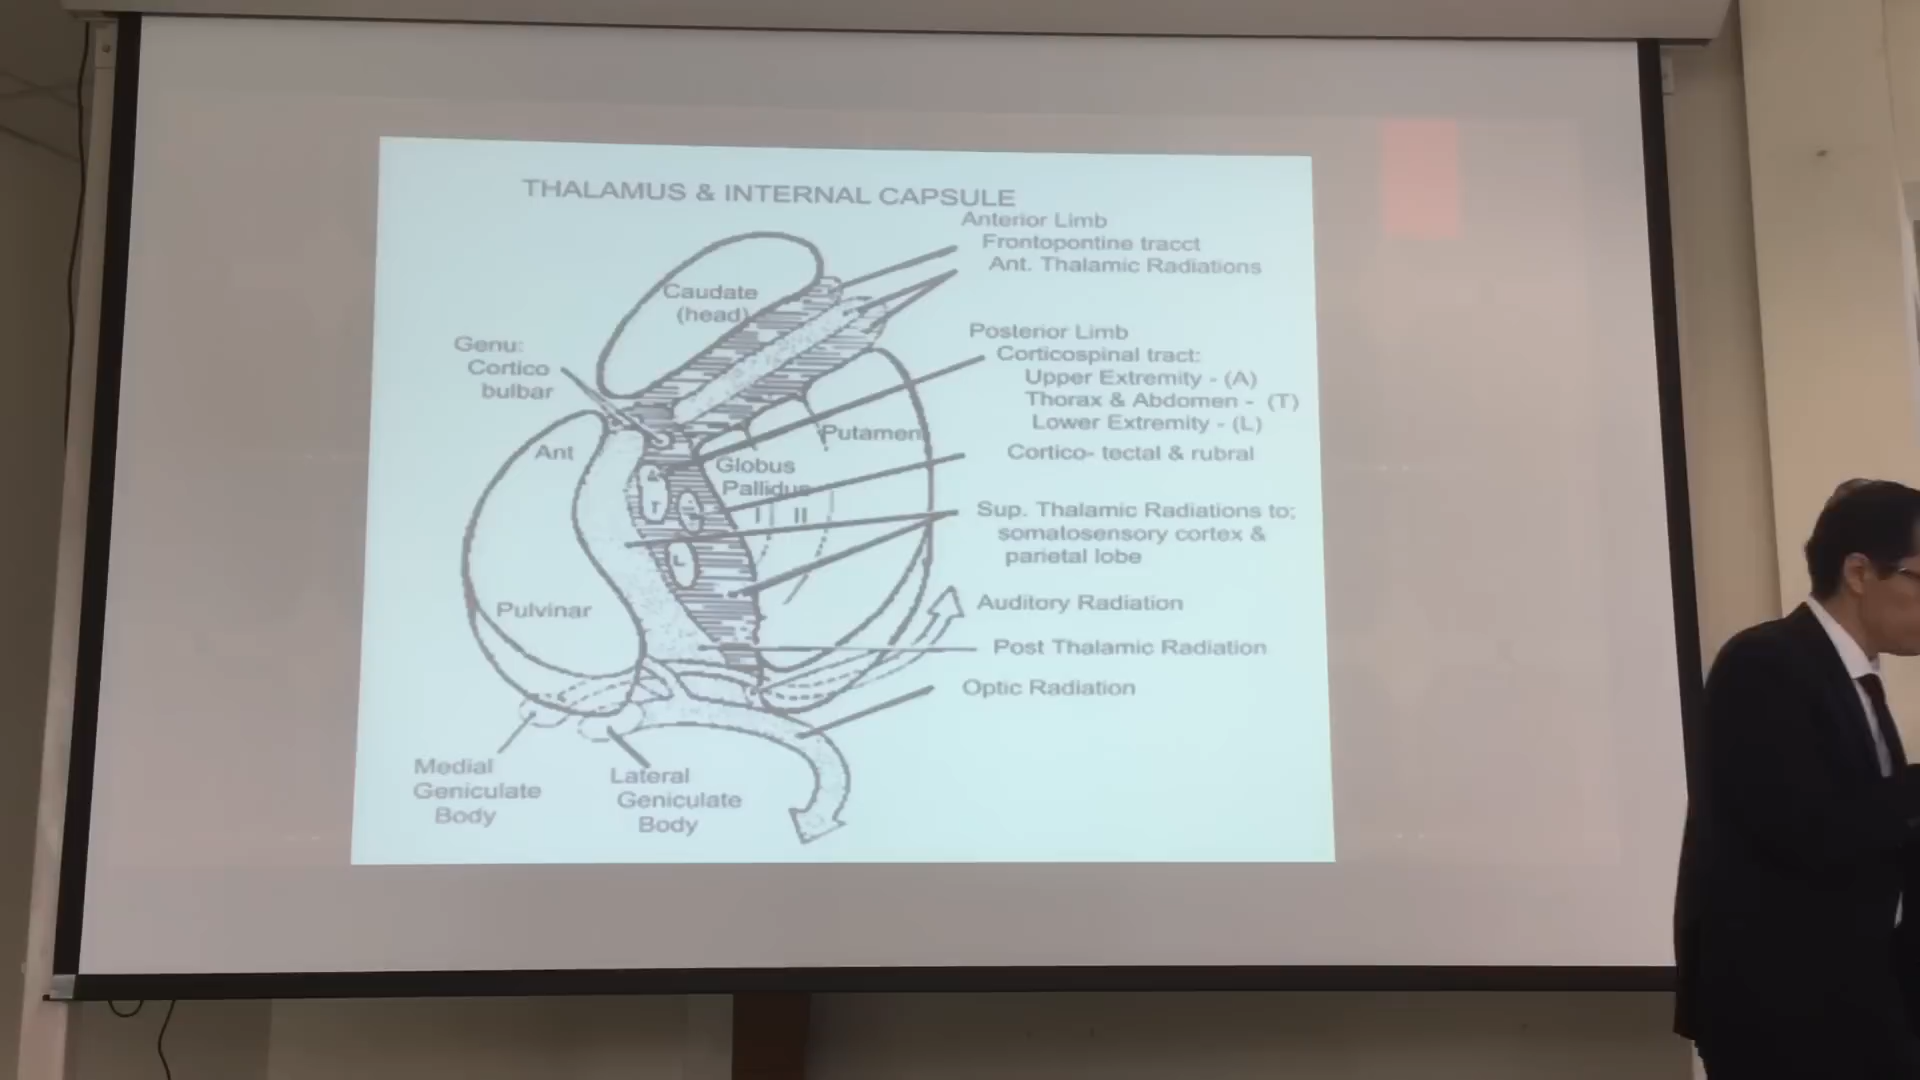 THALAMUS & INTERNAL CAPSULE
Anterior Limb
Frontopontine tracct
Ant. Thalamic Radiations
Caudate
(head)
Genu:
Cortico
bulbar
Posterior Limb
Corticospinal tract:
Upper Extremity - (A)
Thorax & Abdomen - (T)
Lower Extremity - (L)
Ant
Putamen
Globus
Pallidus
Cortico- tectal & rubral
A
T
I II
L
Sup. Thalamic Radiations to;
somatosensory cortex &
parietal lobe
Pulvinar
Auditory Radiation
Post Thalamic Radiation
Optic Radiation
Medial
Geniculate
Body
Lateral
Geniculate
Body